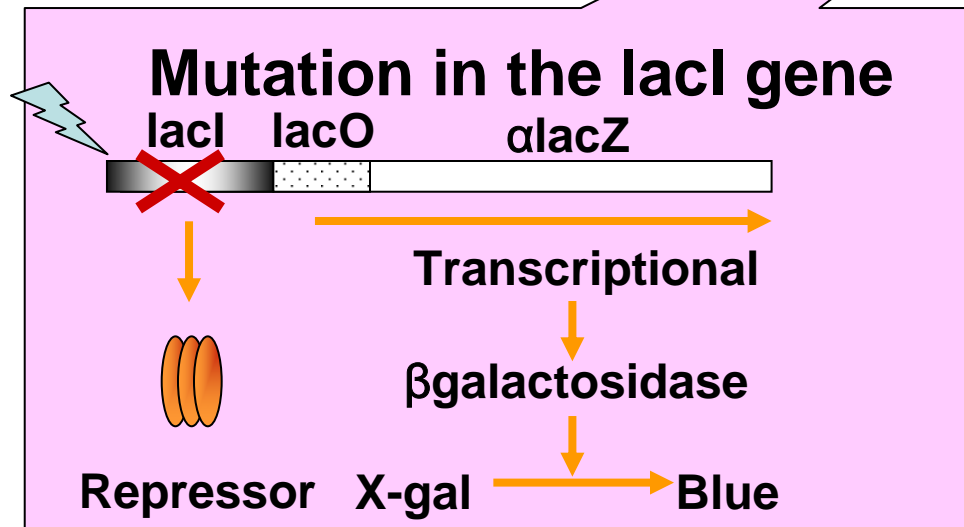 Mutation in the lacI gene
lacI lacO αlacZ
Transcriptional
βgalactosidase
Repressor X-gal Blue